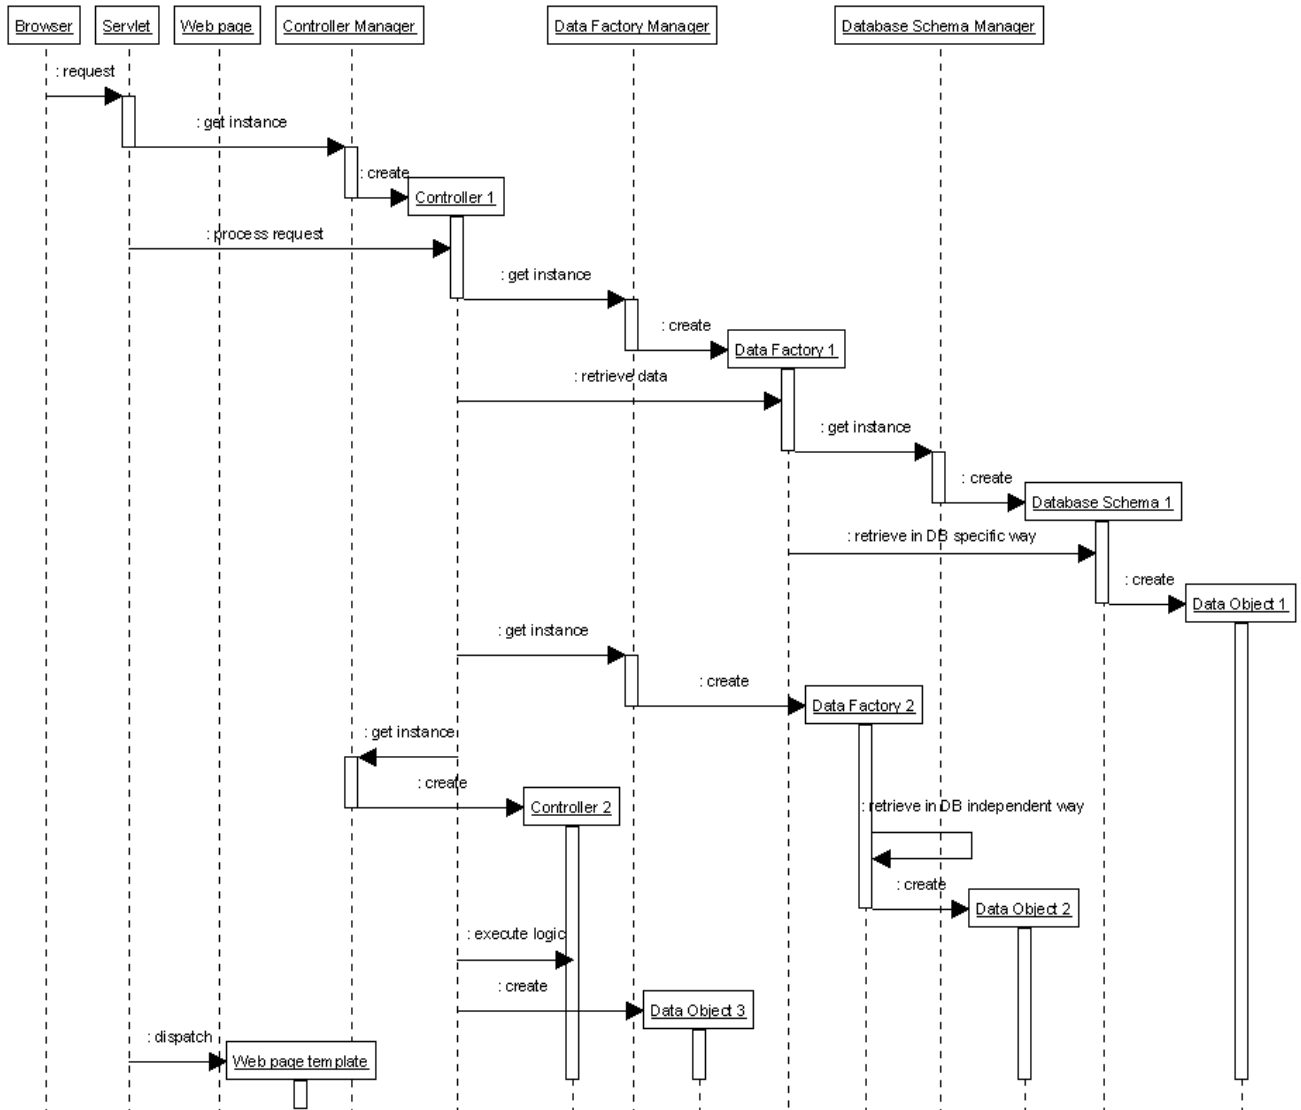 Browser
Servlet
Web page
Controller Manager
Data Factory Manager
Database Schema Manager
: request
: get instance
: create
Controller 1
: process request
: get instance
: create
Data Factory 1
: retrieve data
: get instance
: create
Database Schema 1
: retrieve in DB specific way
: create
Data Object 1
: get instance
: create
Data Factory 2
: get instance
: create
Controller 2
: retrieve in DB independent way
: create
Data Object 2
: execute logic
: create
Data Object 3
: dispatch
Web page template